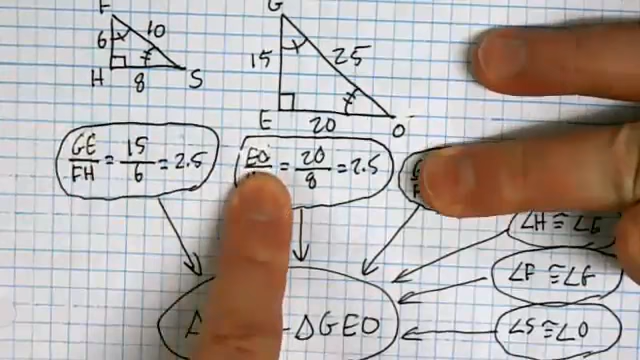 F
G
6
10
H
8
S
15
25
E
20
O
GE/FH = 15/6 = 2.5
EO = 20/8 = 2.5
∠H ≅ ∠E
∠S ≅ ∠O
ΔGEO